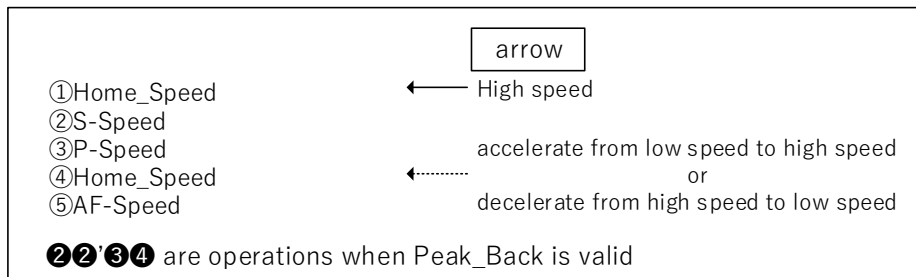 arrow
①Home_Speed
High speed
②S-Speed
③P-Speed
accelerate from low speed to high speed
④Home_Speed
or
⑤AF-Speed
decelerate from high speed to low speed
❷❷'❸❹ are operations when Peak_Back is valid